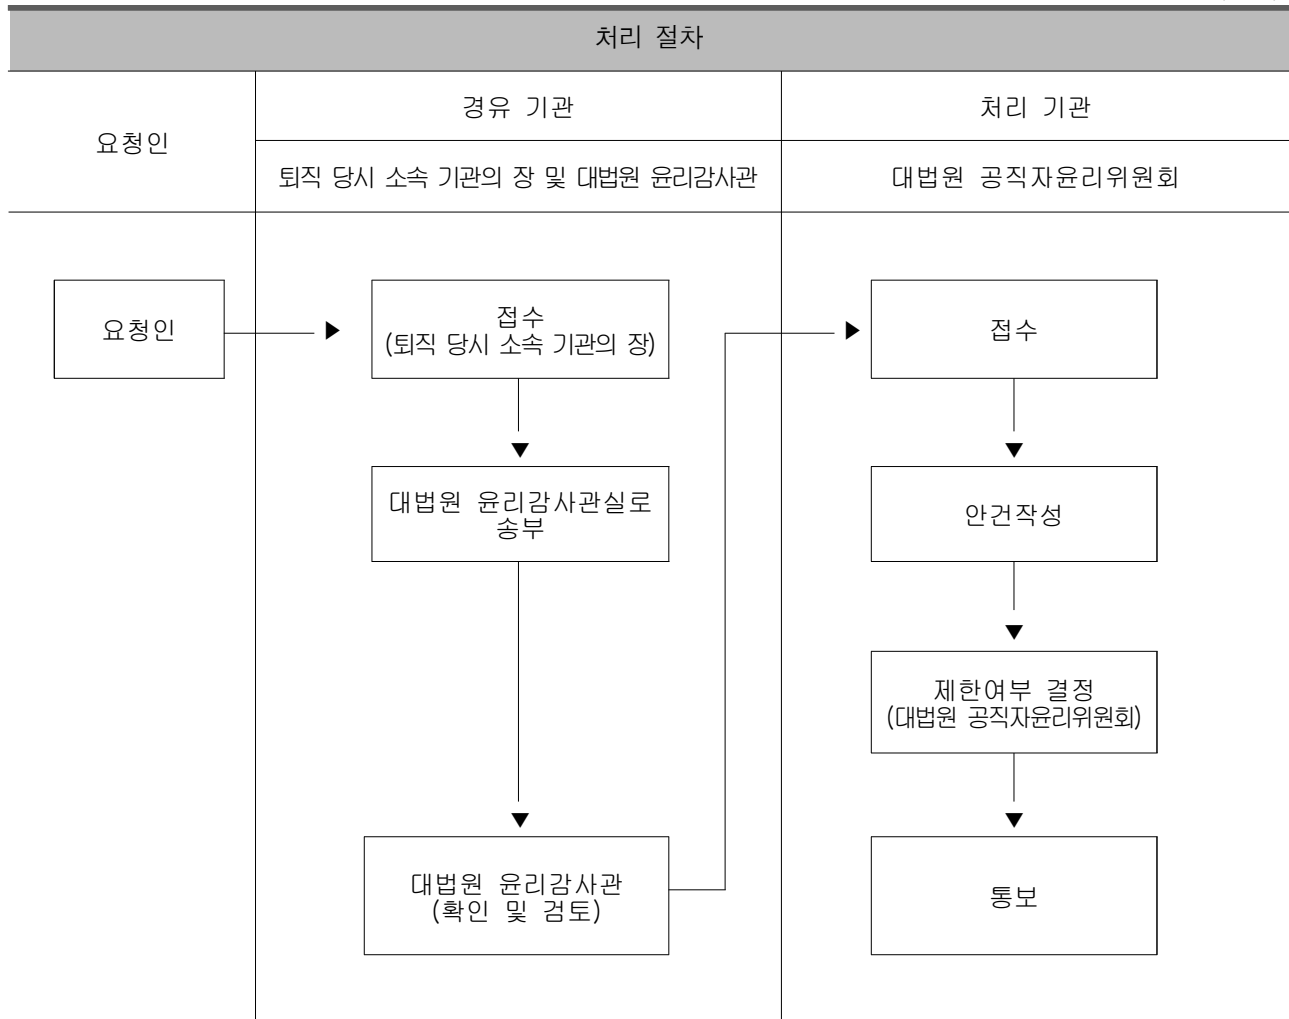 처리 절차
요청인
경유 기관
처리 기관
퇴직 당시 소속 기관의 장 및 대법원 윤리감사관
대법원 공직자윤리위원회
요청인
접수
(퇴직 당시 소속 기관의 장)
대법원 윤리감사관실로
송부
대법원 윤리감사관
(확인 및 검토)
접수
안건작성
제한여부 결정
(대법원 공직자윤리위원회)
통보